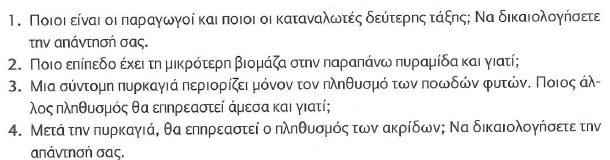 1. Ποιοι είναι οι παραγωγοί και ποιοι οι καταναλωτές δεύτερης τάξης; Να δικαιολογήσετε
την απάντησή σας.
2. Ποιο επίπεδο έχει τη μικρότερη βιομάζα στην παραπάνω πυραμίδα και γιατί;
3. Μια σύντομη πυρκαγιά περιορίζει μόνον τον πληθυσμό των ποωδών φυτών. Ποιος άλ-
λος πληθυσμός θα επηρεαστεί άμεσα και γιατί;
4. Μετά την πυρκαγιά, θα επηρεαστεί ο πληθυσμός των ακρίδων; Να δικαιολογήσετε την
απάντησή σας.